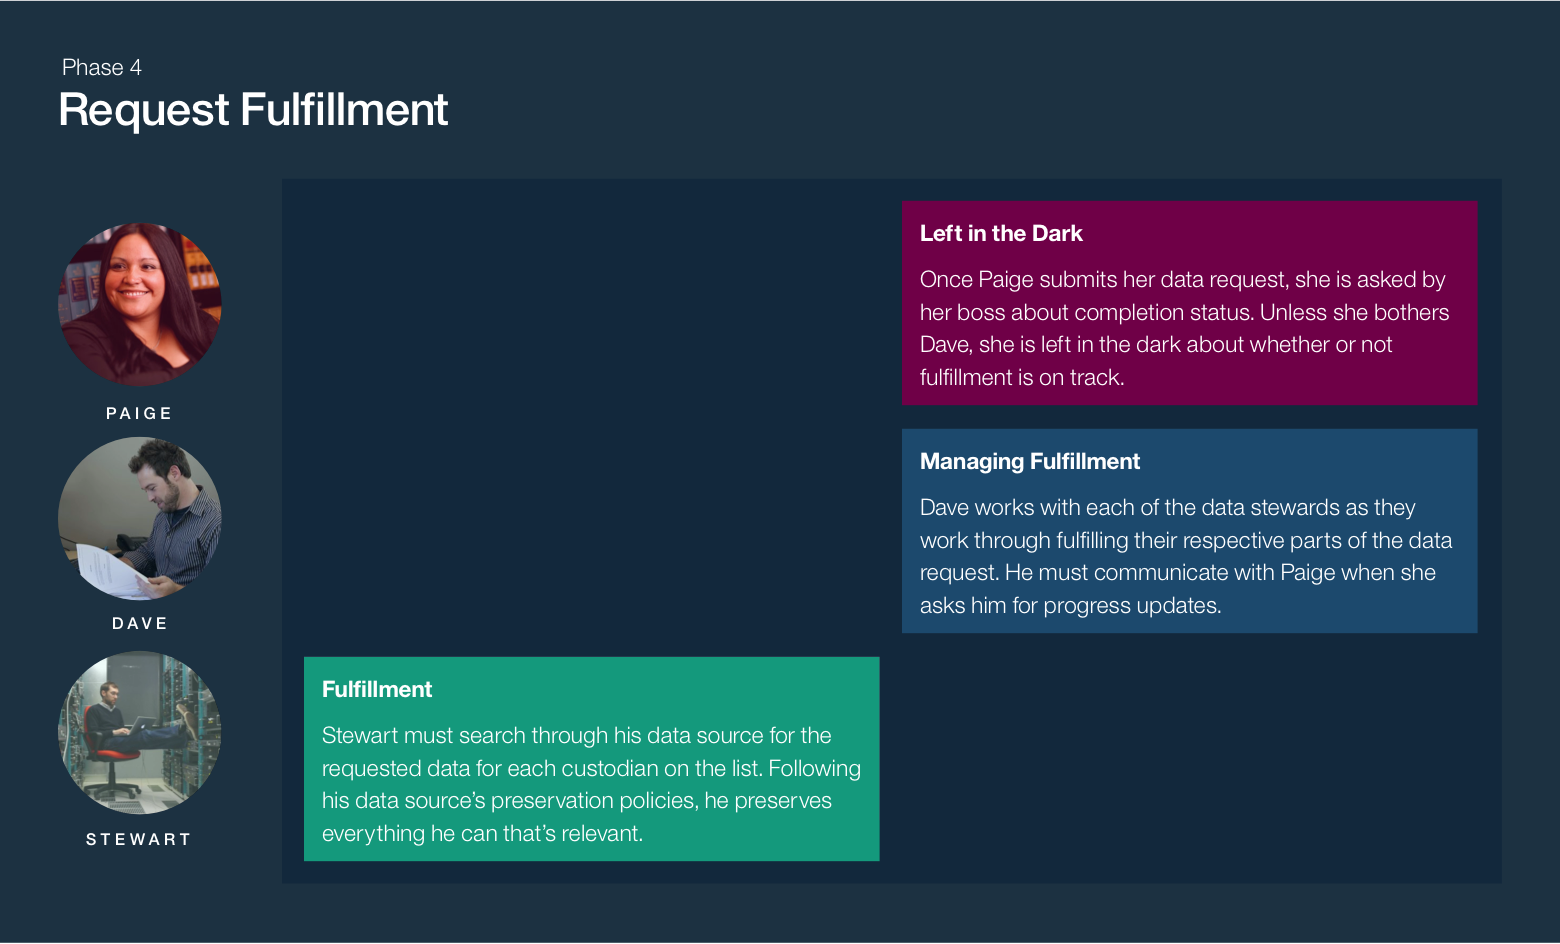 Phase 4
Request Fulfillment
PAIGE
Left in the Dark
Once Paige submits her data request, she is asked by
her boss about completion status. Unless she bothers
Dave, she is left in the dark about whether or not
fulfillment is on track.
DAVE
Managing Fulfillment
Dave works with each of the data stewards as they
work through fulfilling their respective parts of the data
request. He must communicate with Paige when she
asks him for progress updates.
STEWART
Fulfillment
Stewart must search through his data source for the
requested data for each custodian on the list. Following
his data source’s preservation policies, he preserves
everything he can that’s relevant.